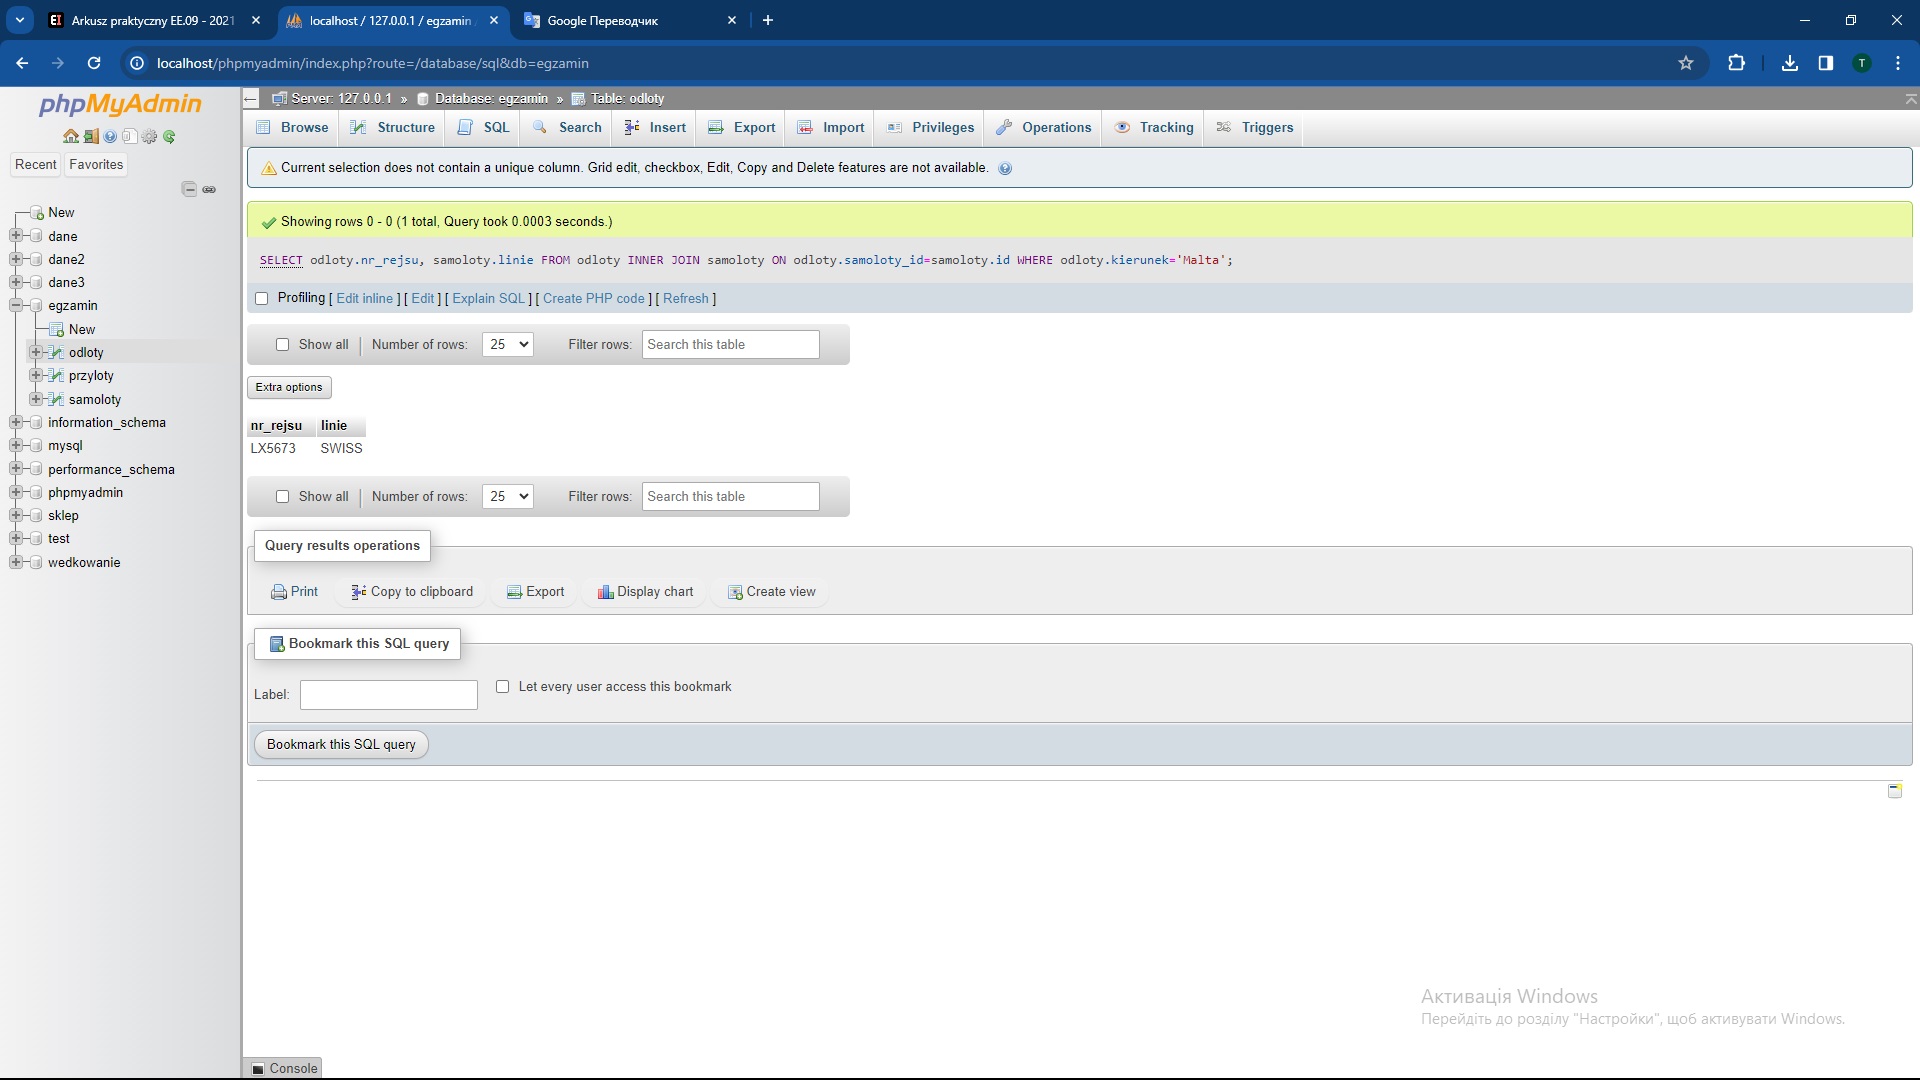 Arkusz praktyczny EE.09 - 2021
localhost / 127.0.0.1 / egzamin
Google Переводчик
localhost/phpmyadmin/index.php?route=/database/sql&db=egzamin
T
phpMyAdmin
Recent
Favorites
New
dane
dane2
dane3
egzamin
New
odloty
przyloty
samoloty
information_schema
mysql
performance_schema
phpmyadmin
sklep
test
wedkowanie
Server: 127.0.0.1 » Database: egzamin » Table: odloty
Browse
Structure
SQL
Search
Insert
Export
Import
Privileges
Operations
Tracking
Triggers
Current selection does not contain a unique column. Grid edit, checkbox, Edit, Copy and Delete features are not available.
Showing rows 0 - 0 (1 total, Query took 0.0003 seconds.)
SELECT odloty.nr_rejsu, samoloty.linie FROM odloty INNER JOIN samoloty ON odloty.samoloty_id=samoloty.id WHERE odloty.kierunek='Malta';
Profiling [ Edit inline ] [ Edit ] [ Explain SQL ] [ Create PHP code ] [ Refresh ]
Show all | Number of rows: 25 Filter rows: Search this table
Extra options
nr_rejsu linie
LX5673 SWISS
Show all | Number of rows: 25 Filter rows: Search this table
Query results operations
Print
Copy to clipboard
Export
Display chart
Create view
Bookmark this SQL query
Label:
Let every user access this bookmark
Bookmark this SQL query
Активація Windows
Перейдіть до розділу "Настройки", щоб активувати Windows.
Console